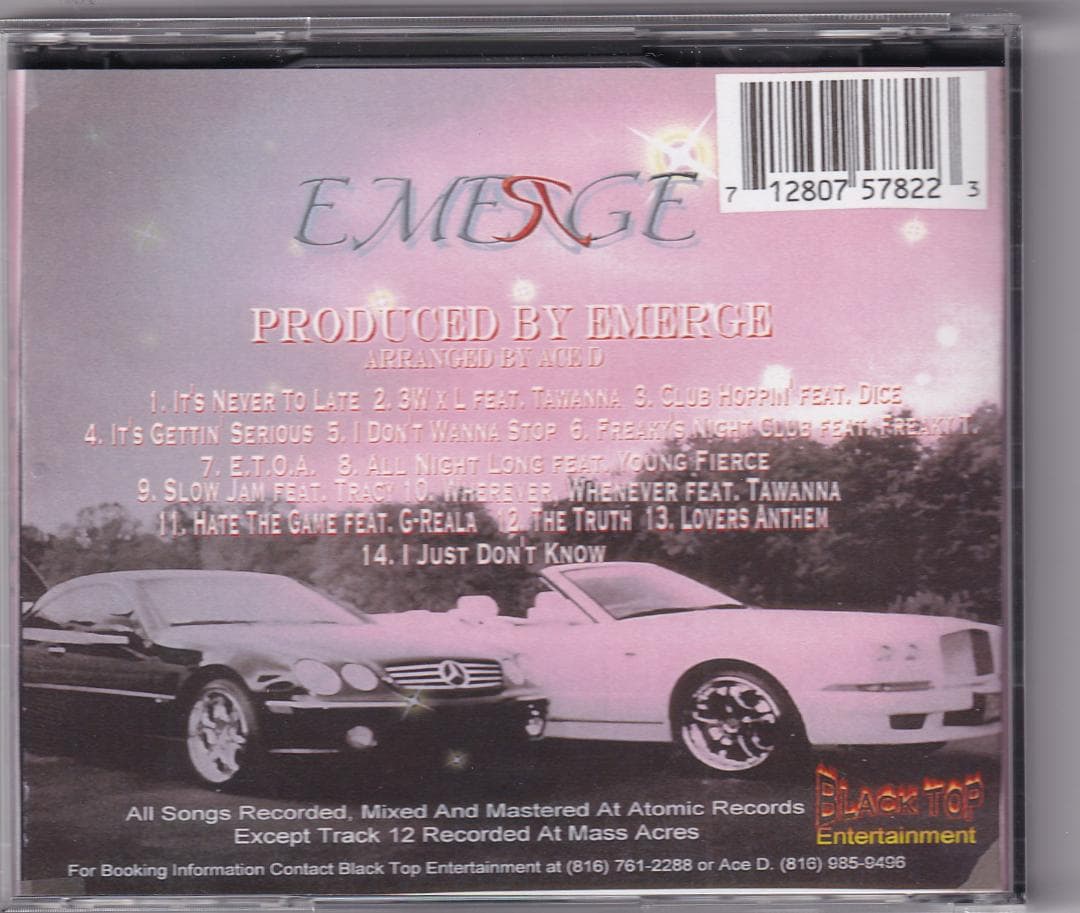 7 12807 57822 3
EMERGE
PRODUCED BY EMERGE
ARRANGED BY ACE D
1. IT'S NEVER TO LATE 2. 3W X L FEAT. TAWANNA 3. CLUB HOPPIN' FEAT. DICE
4. IT'S GETTIN' SERIOUS 5. I DON'T WANNA STOP 6. FREAKY'S NIGHT CLUB FEAT. FREAKY T.
7. E.T.O.A. 8. ALL NIGHT LONG FEAT. YOUNG FIERCE
9. SLOW JAM FEAT. TRACY 10. WHEREVER, WHENEVER FEAT. TAWANNA
11. HATE THE GAME FEAT. G-REALA 12. THE TRUTH 13. LOVERS ANTHEM
14. I JUST DON'T KNOW
BLACK TOP
Entertainment
All Songs Recorded, Mixed And Mastered At Atomic Records
Except Track 12 Recorded At Mass Acres
For Booking Information Contact Black Top Entertainment at (816) 761-2288 or Ace D. (816) 985-9496